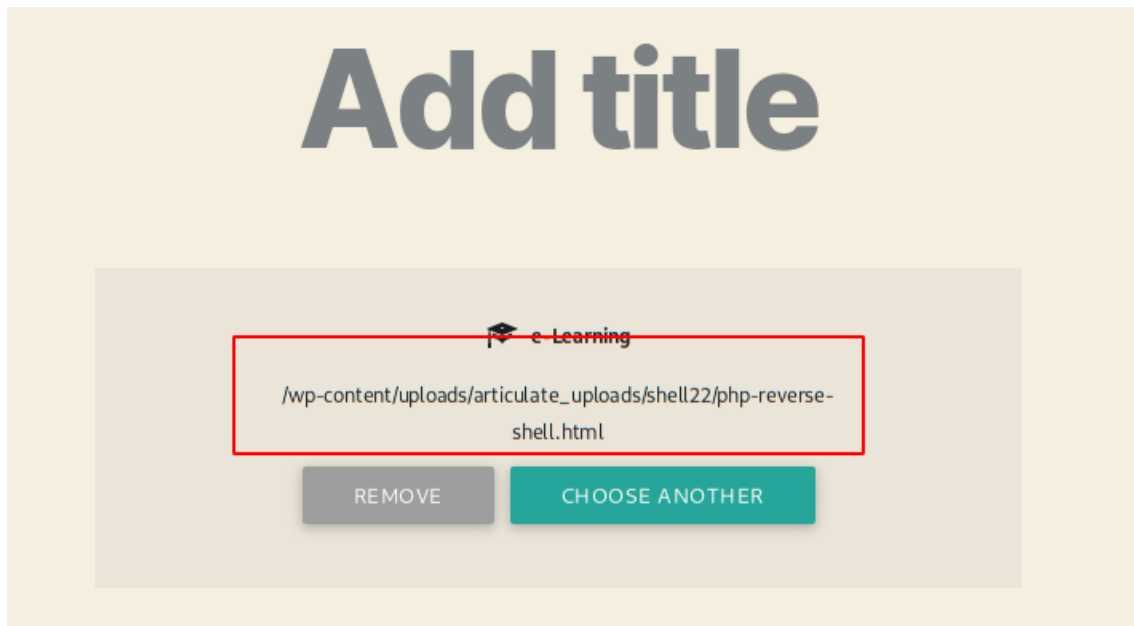 Add title
e-Learning
/wp-content/uploads/articulate_uploads/shell22/php-reverse-
shell.html
REMOVE CHOOSE ANOTHER